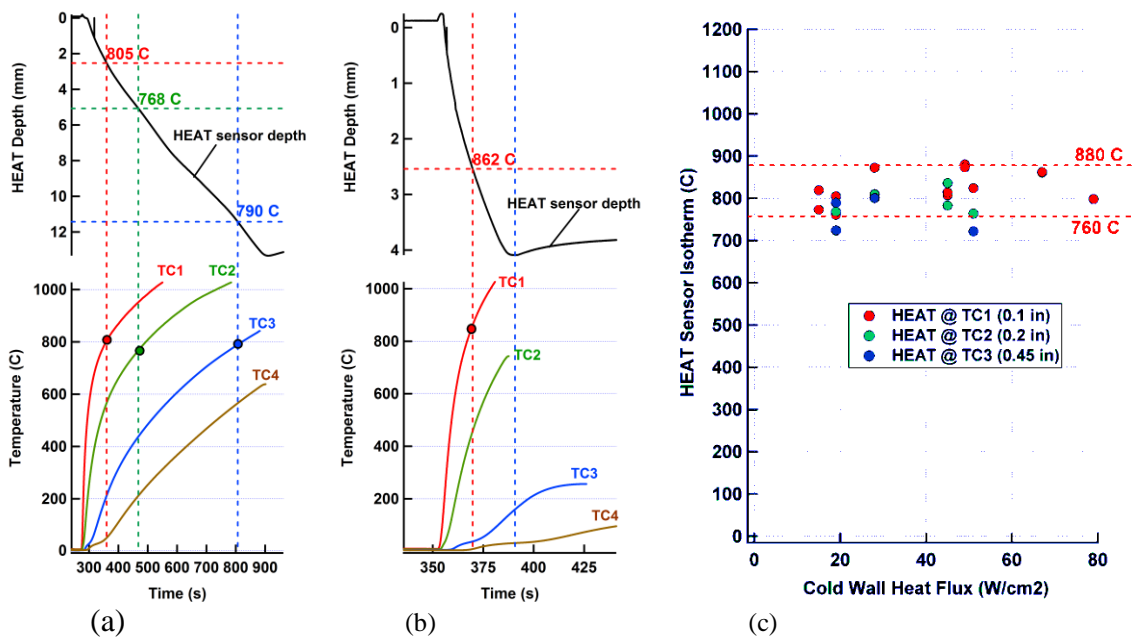 HEAT Depth (mm)
0
2
4
6
8
10
12
805 C
768 C
HEAT sensor depth
790 C
Temperature (C)
1000
800
600
400
200
0
TC1
TC2
TC3
TC4
300 400 500 600 700 800 900
Time (s)
(a)
HEAT Depth (mm)
0
1
2
3
4
862 C
HEAT sensor depth
Temperature (C)
1000
800
600
400
200
0
TC1
TC2
TC3
TC4
350 375 400 425
Time (s)
(b)
HEAT Sensor Isotherm (C)
1200
1100
1000
900
800
700
600
500
400
300
200
100
0
880 C
760 C
HEAT @ TC1 (0.1 in)
HEAT @ TC2 (0.2 in)
HEAT @ TC3 (0.45 in)
0 20 40 60 80
Cold Wall Heat Flux (W/cm2)
(c)